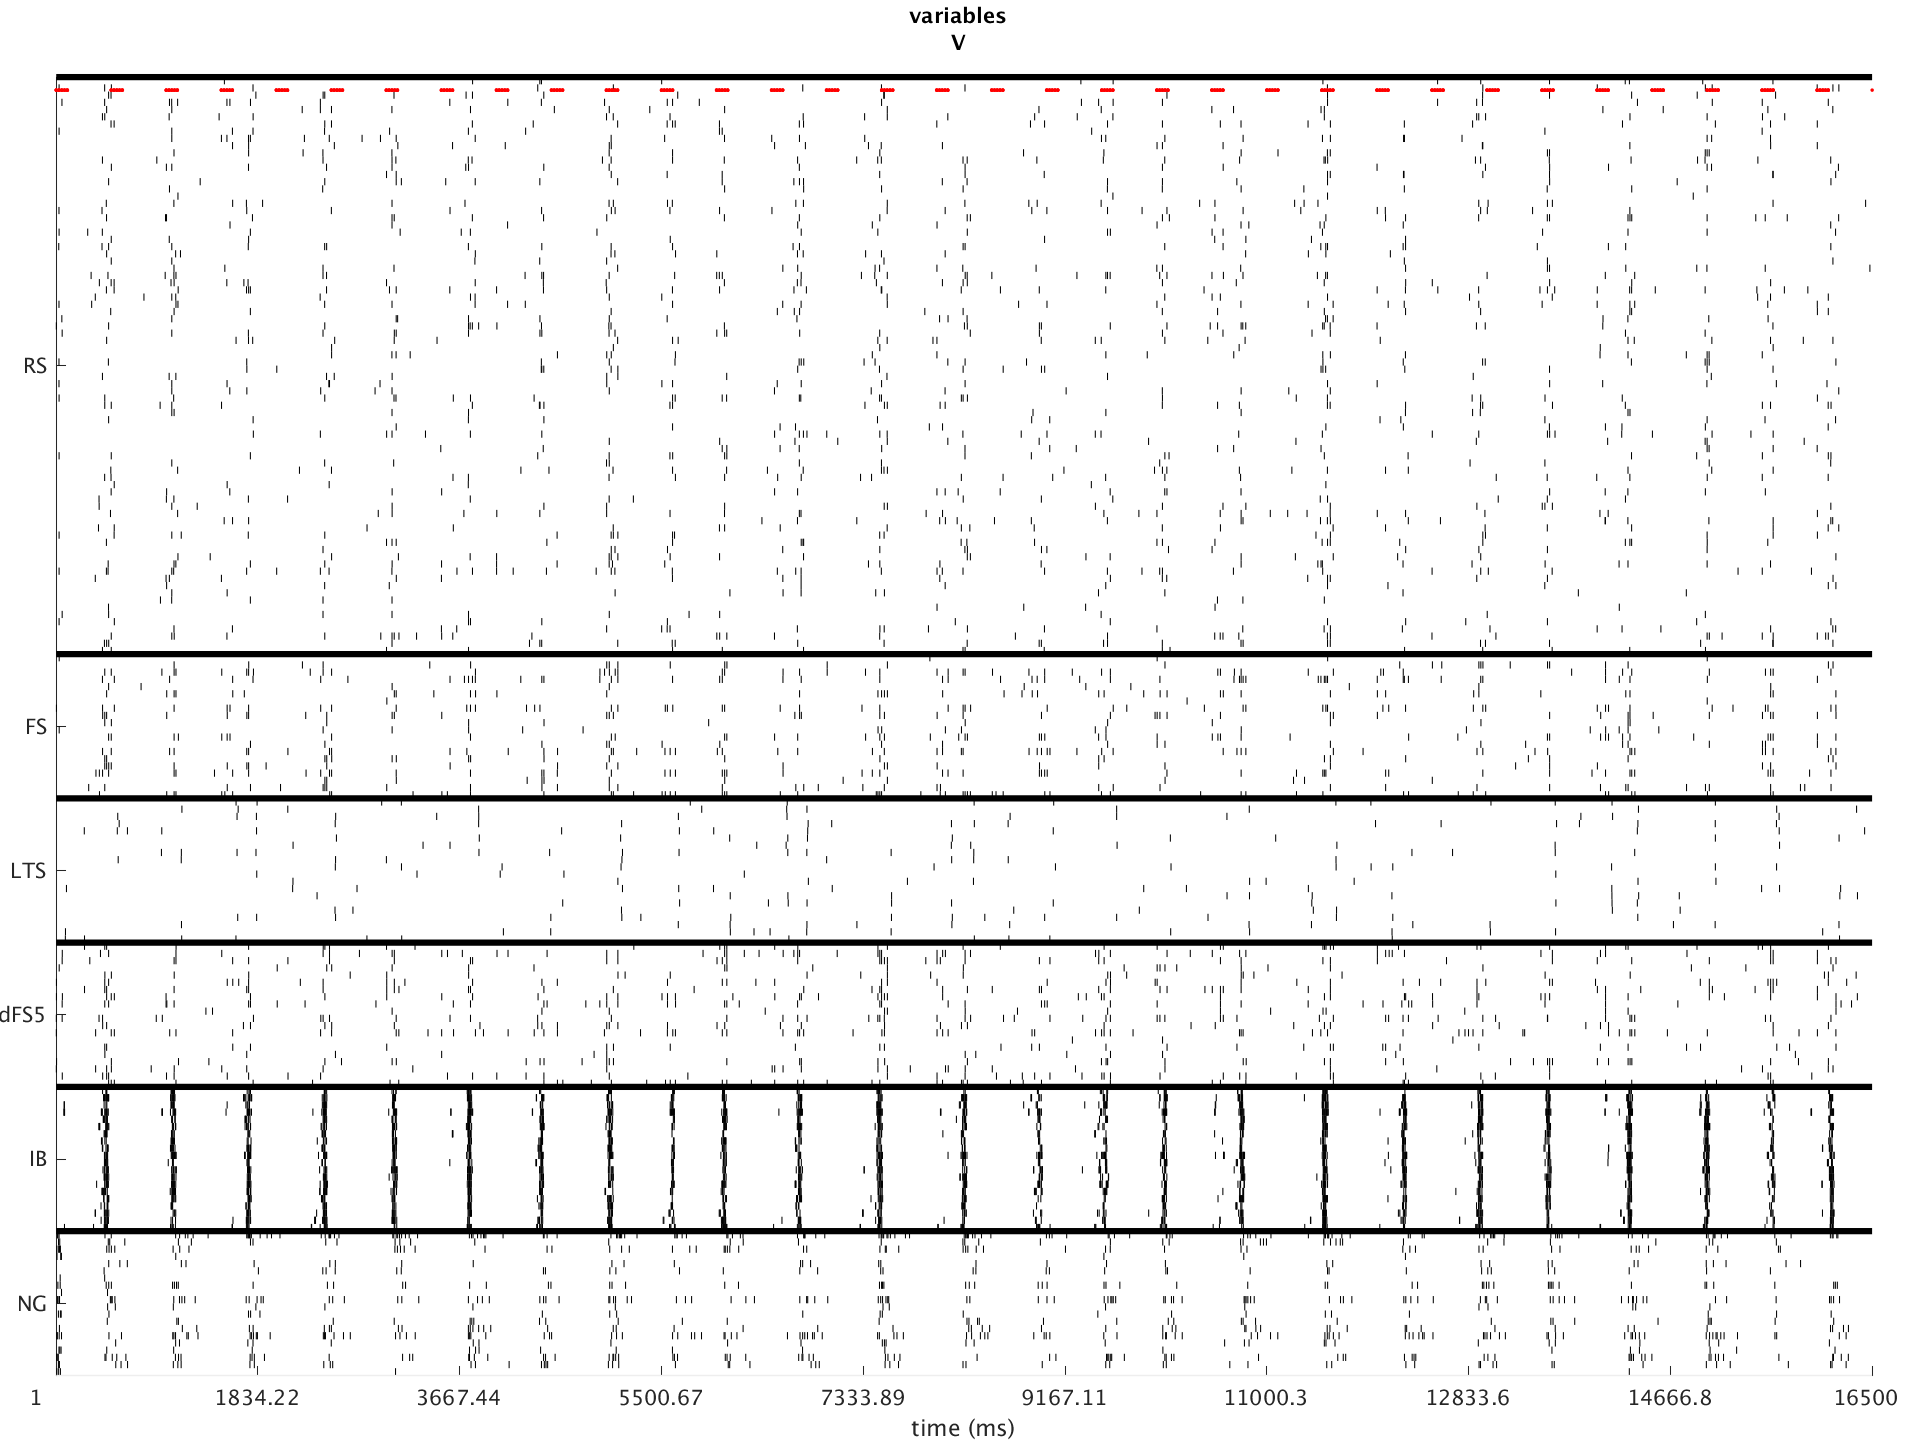 variables
V
RS
FS
LTS
dFS5
IB
NG
1 1834.22 3667.44 5500.67 7333.89 9167.11 11000.3 12833.6 14666.8 16500
time (ms)